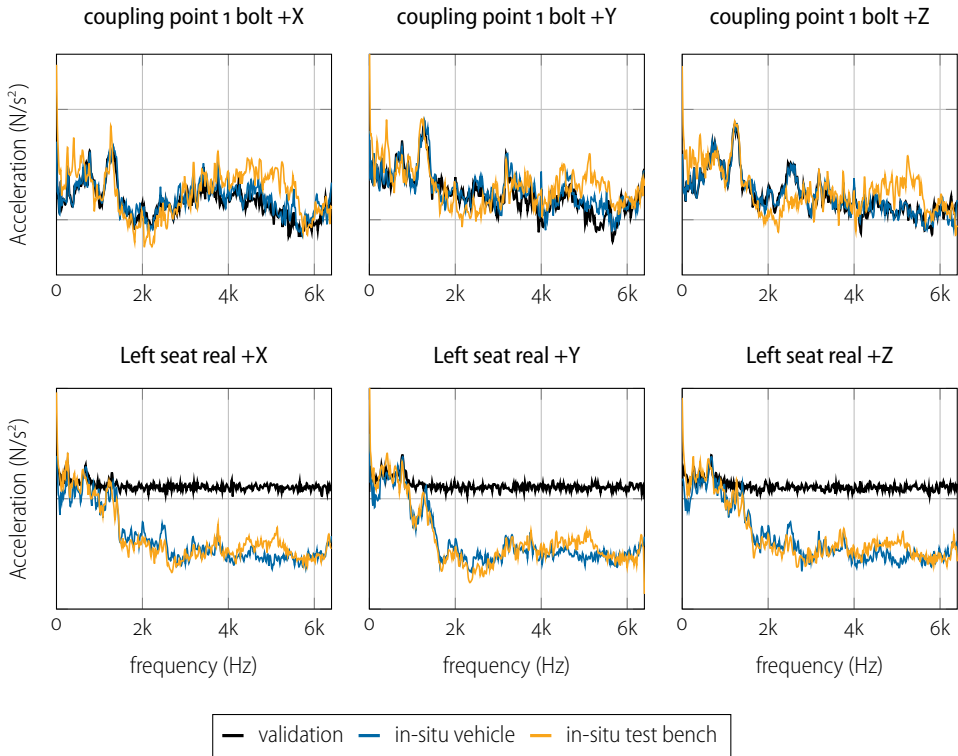 coupling point 1 bolt +X
coupling point 1 bolt +Y
coupling point 1 bolt +Z
Acceleration (N/s²)
0 2k 4k 6k
0 2k 4k 6k
0 2k 4k 6k
Left seat real +X
Left seat real +Y
Left seat real +Z
Acceleration (N/s²)
0 2k 4k 6k
0 2k 4k 6k
0 2k 4k 6k
frequency (Hz)
frequency (Hz)
frequency (Hz)
validation in-situ vehicle in-situ test bench